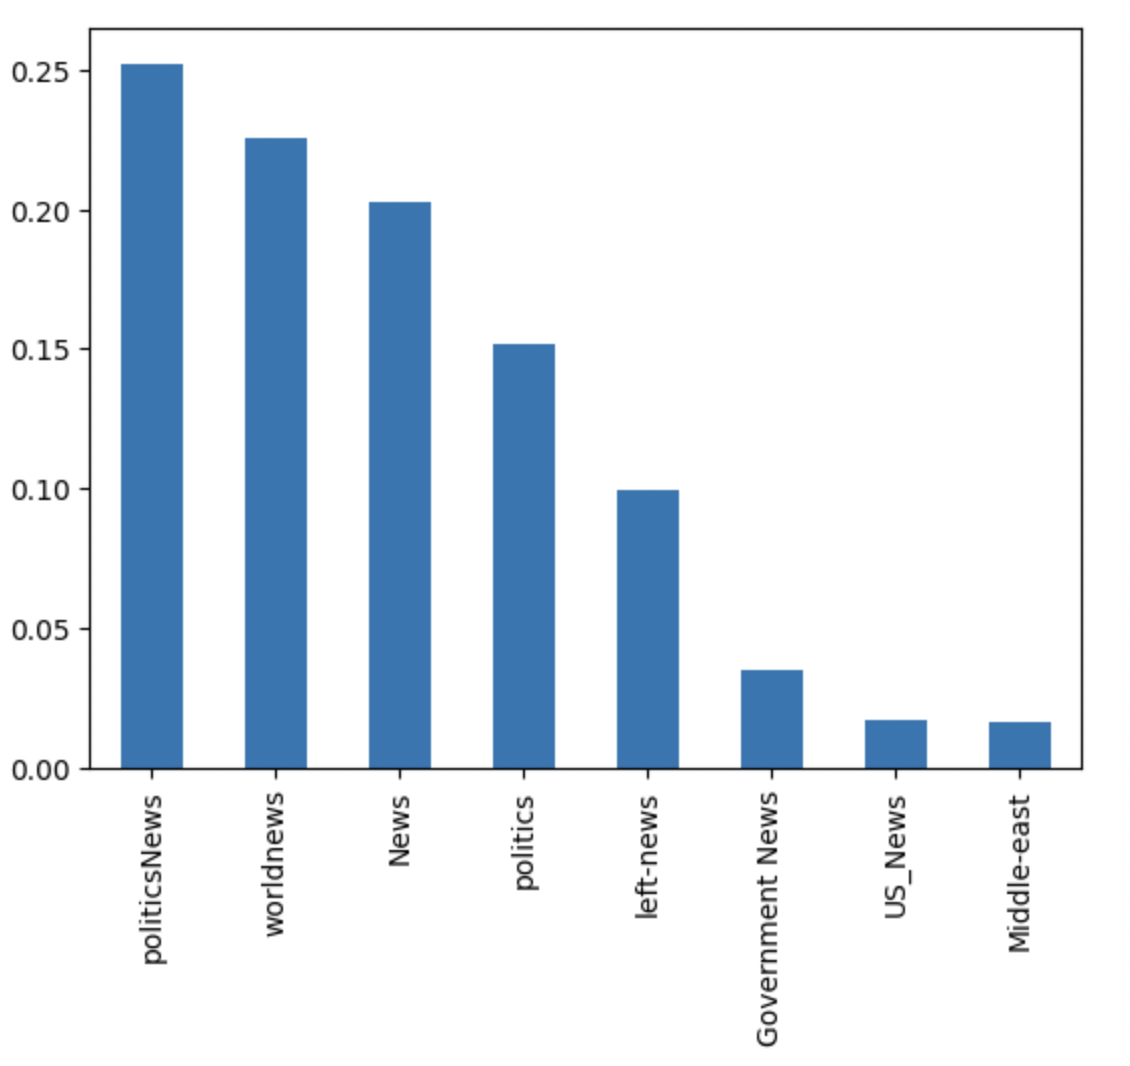 0.25
0.20
0.15
0.10
0.05
0.00
politicsNews
worldnews
News
politics
left-news
Government News
US_News
Middle-east